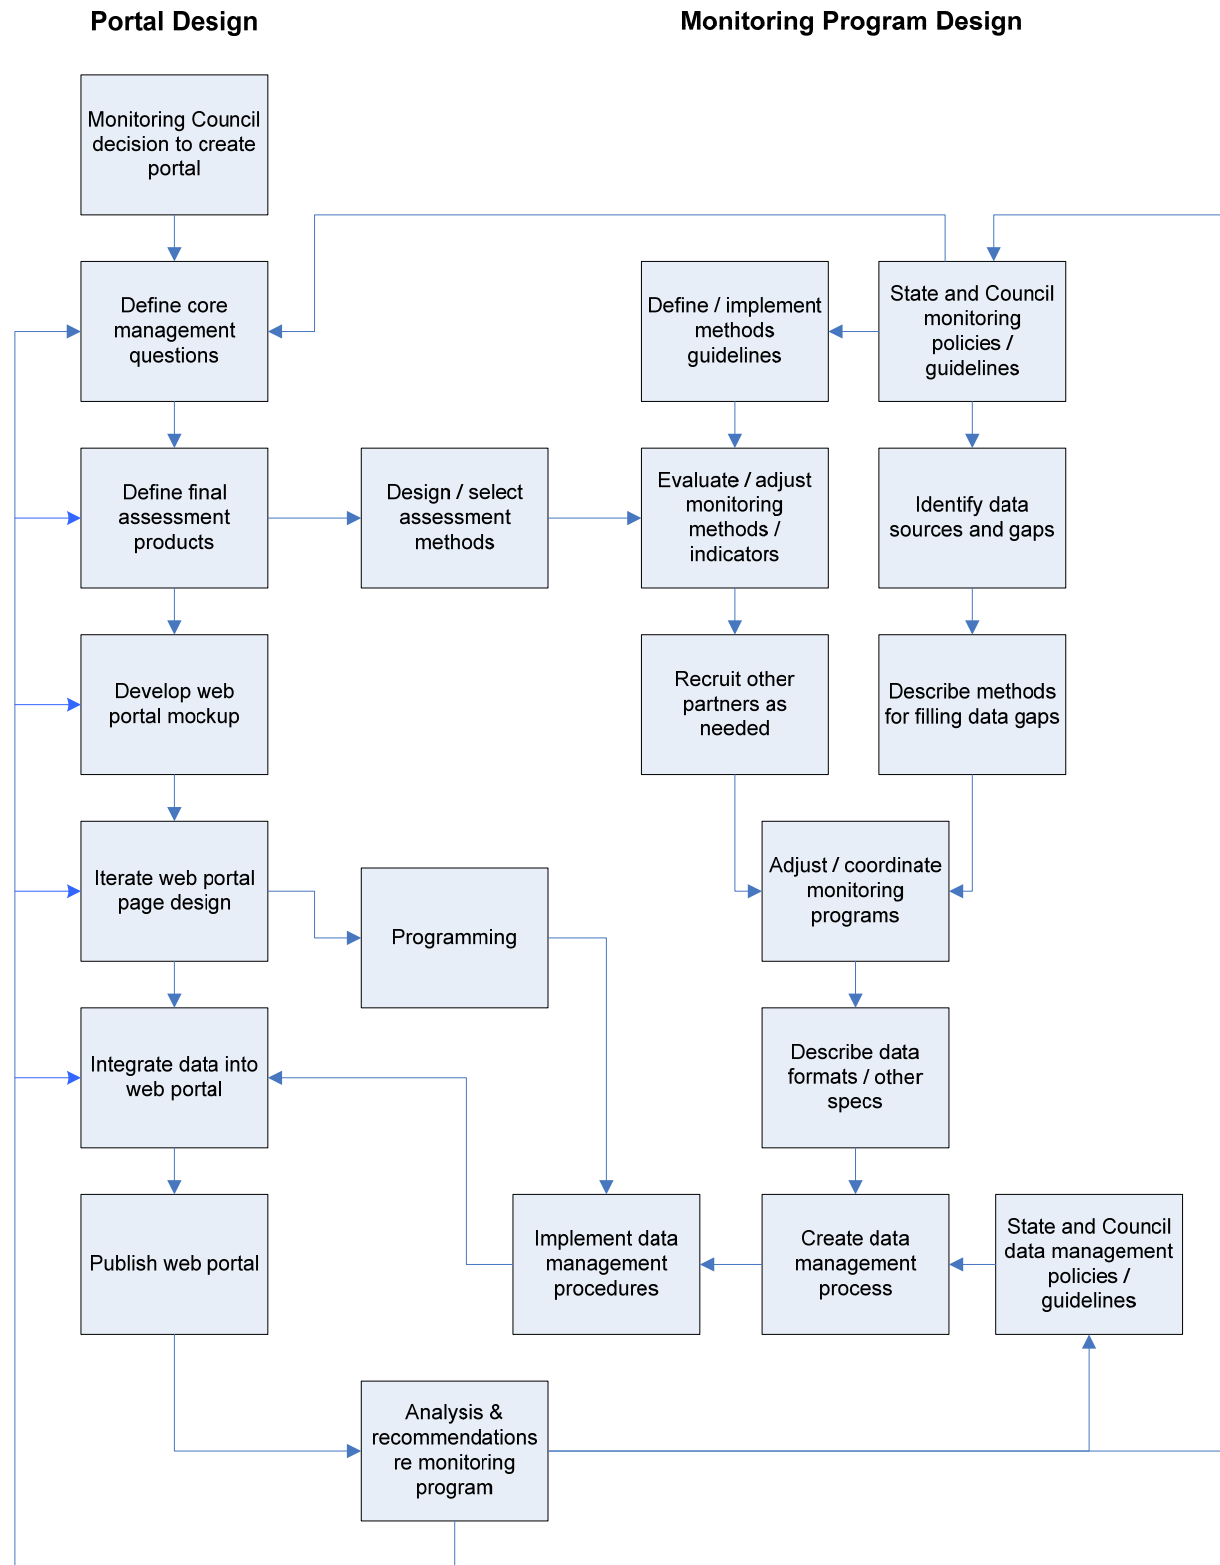 Portal Design
Monitoring Program Design
Monitoring Council
decision to create
portal
Define core
management
questions
Define / implement
methods
guidelines
State and Council
monitoring
policies /
guidelines
Define final
assessment
products
Design / select
assessment
methods
Evaluate / adjust
monitoring
methods /
indicators
Identify data
sources and gaps
Develop web
portal mockup
Recruit other
partners as
needed
Describe methods
for filling data gaps
Iterate web portal
page design
Programming
Adjust / coordinate
monitoring
programs
Integrate data into
web portal
Describe data
formats / other
specs
Publish web portal
Implement data
management
procedures
Create data
management
process
State and Council
data management
policies /
guidelines
Analysis &
recommendations
re monitoring
program